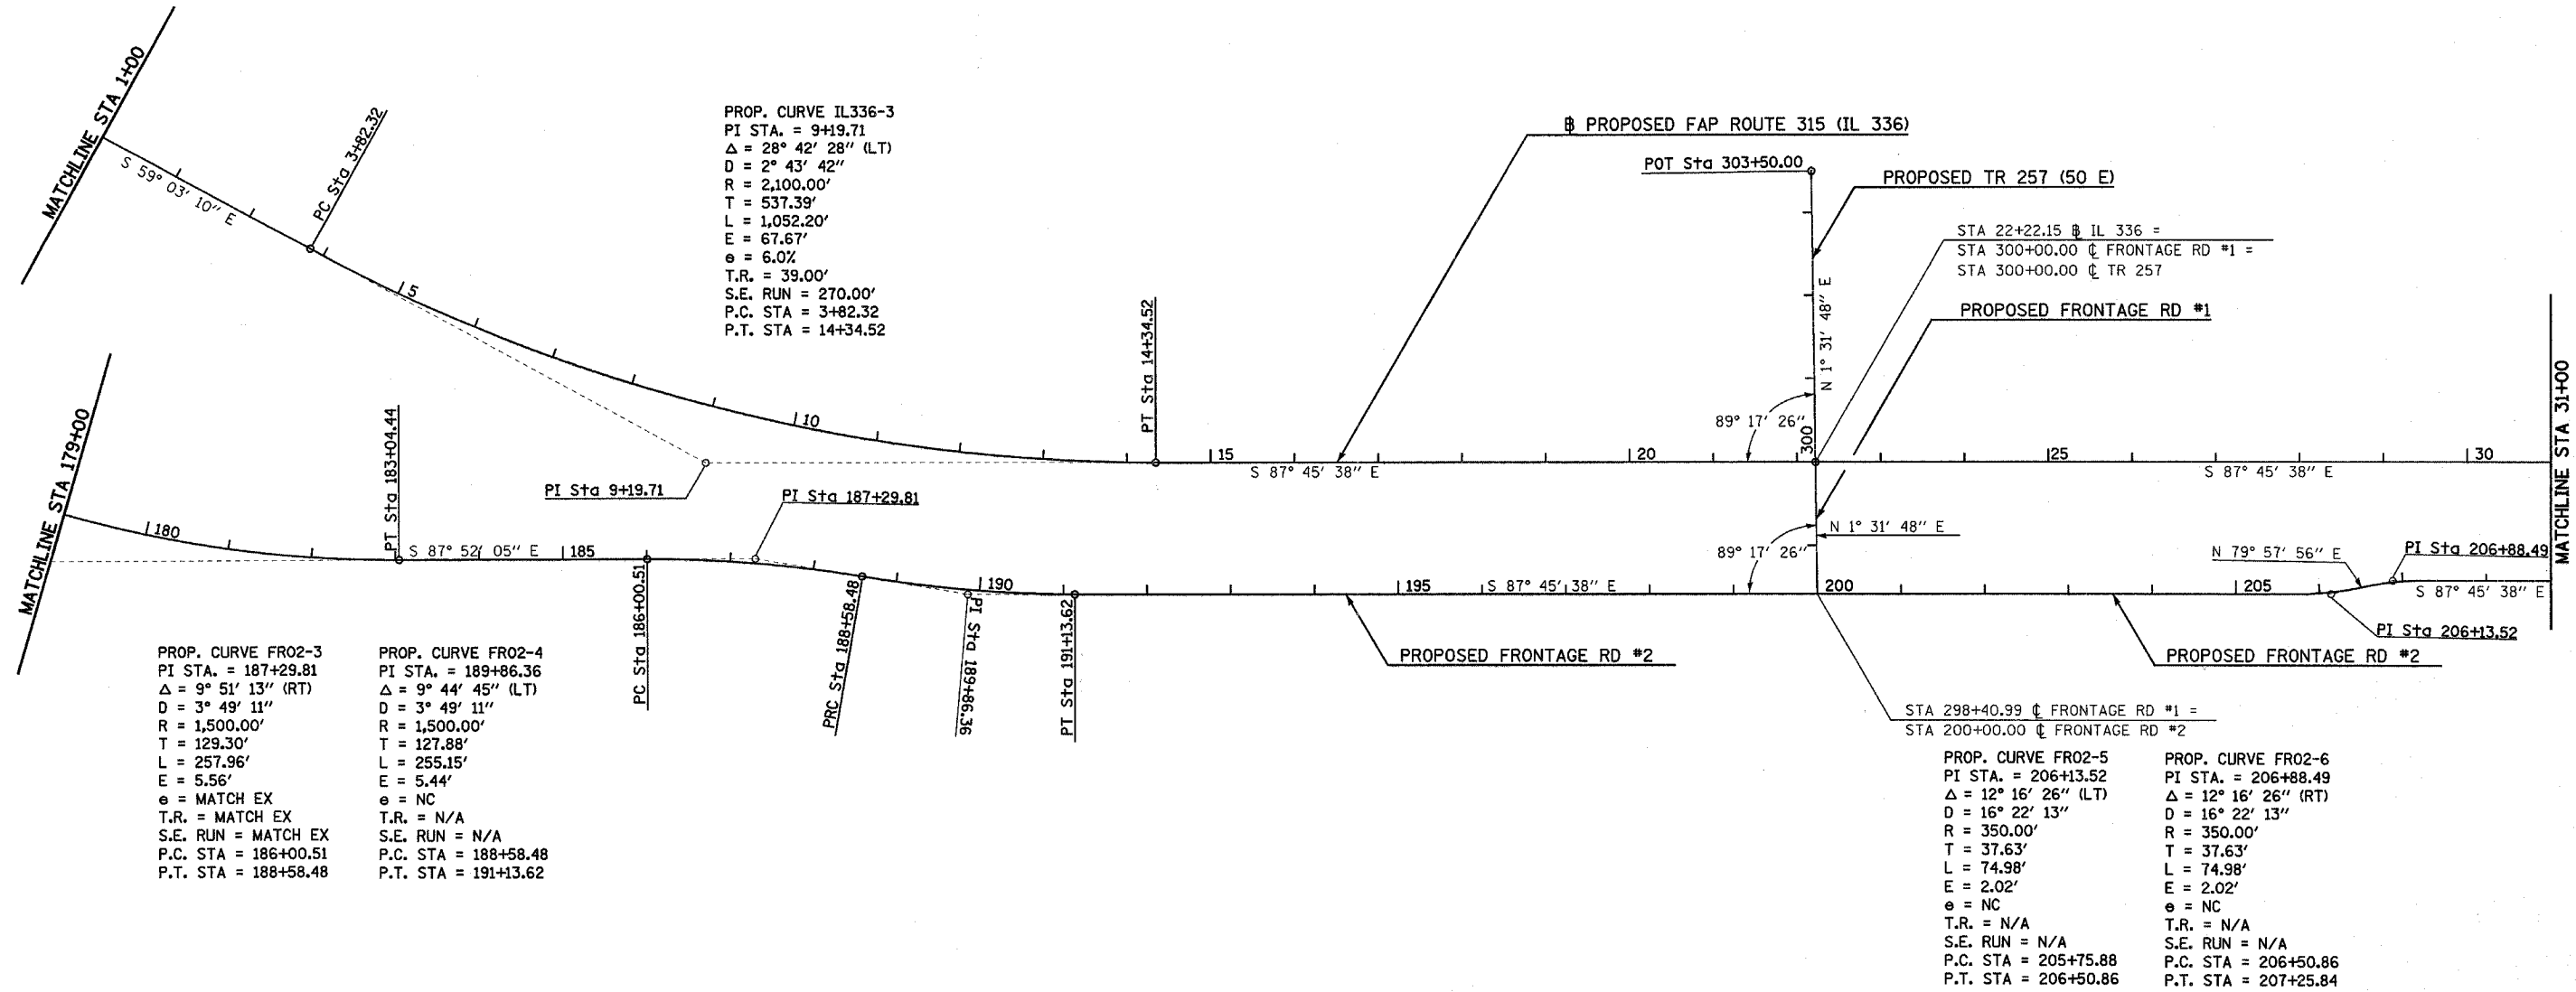 MATCHLINE STA 1+00
S 59° 03' 10" E
PC Sta 3+82.32
5
10
PROP. CURVE IL336-3
PI STA. = 9+19.71
Δ = 28° 42' 28" (LT)
D = 2° 43' 42"
R = 2,100.00'
T = 537.39'
L = 1,052.20'
E = 67.67'
e = 6.0%
T.R. = 39.00'
S.E. RUN = 270.00'
P.C. STA = 3+82.32
P.T. STA = 14+34.52
PI Sta 9+19.71
PT Sta 14+34.52
15
S 87° 45' 38" E
20
℄ PROPOSED FAP ROUTE 315 (IL 336)
POT Sta 303+50.00
PROPOSED TR 257 (50 E)
STA 22+22.15 ℄ IL 336 =
STA 300+00.00 ℄ FRONTAGE RD #1 =
STA 300+00.00 ℄ TR 257
N 1° 31' 48" E
PROPOSED FRONTAGE RD #1
89° 17' 26"
300
25
S 87° 45' 38" E
30
MATCHLINE STA 31+00
MATCHLINE STA 179+00
180
PT Sta 183+04.44
S 87° 52' 05" E
185
PI Sta 187+29.81
PC Sta 186+00.51
PRC Sta 188+58.48
190
PI Sta 189+86.36
PT Sta 191+13.62
195
S 87° 45' 38" E
PROPOSED FRONTAGE RD #2
89° 17' 26"
N 1° 31' 48" E
200
205
N 79° 57' 56" E
PI Sta 206+88.49
S 87° 45' 38" E
PI Sta 206+13.52
PROPOSED FRONTAGE RD #2
STA 298+40.99 ℄ FRONTAGE RD #1 =
STA 200+00.00 ℄ FRONTAGE RD #2
PROP. CURVE FRO2-3
PI STA. = 187+29.81
Δ = 9° 51' 13" (RT)
D = 3° 49' 11"
R = 1,500.00'
T = 129.30'
L = 257.96'
E = 5.56'
e = MATCH EX
T.R. = MATCH EX
S.E. RUN = MATCH EX
P.C. STA = 186+00.51
P.T. STA = 188+58.48
PROP. CURVE FRO2-4
PI STA. = 189+86.36
Δ = 9° 44' 45" (LT)
D = 3° 49' 11"
R = 1,500.00'
T = 127.88'
L = 255.15'
E = 5.44'
e = NC
T.R. = N/A
S.E. RUN = N/A
P.C. STA = 188+58.48
P.T. STA = 191+13.62
PROP. CURVE FRO2-5
PI STA. = 206+13.52
Δ = 12° 16' 26" (LT)
D = 16° 22' 13"
R = 350.00'
T = 37.63'
L = 74.98'
E = 2.02'
e = NC
T.R. = N/A
S.E. RUN = N/A
P.C. STA = 205+75.88
P.T. STA = 206+50.86
PROP. CURVE FRO2-6
PI STA. = 206+88.49
Δ = 12° 16' 26" (RT)
D = 16° 22' 13"
R = 350.00'
T = 37.63'
L = 74.98'
E = 2.02'
e = NC
T.R. = N/A
S.E. RUN = N/A
P.C. STA = 206+50.86
P.T. STA = 207+25.84